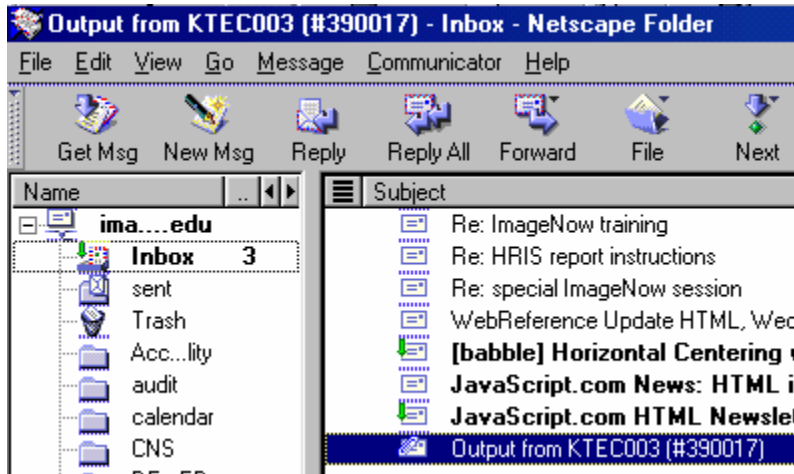 Output from KTEC003 (#390017) - Inbox - Netscape Folder
File Edit View Go Message Communicator Help
Get Msg New Msg Reply Reply All Forward File Next
Name .. Subject
ima....edu
Inbox 3
sent
Trash
Acc...lity
audit
calendar
CNS
Re: ImageNow training
Re: HRIS report instructions
Re: special ImageNow session
WebReference Update HTML,
[babble] Horizontal Centering
JavaScript.com News: HTML
JavaScript.com HTML
Output from KTEC003 (#390017)